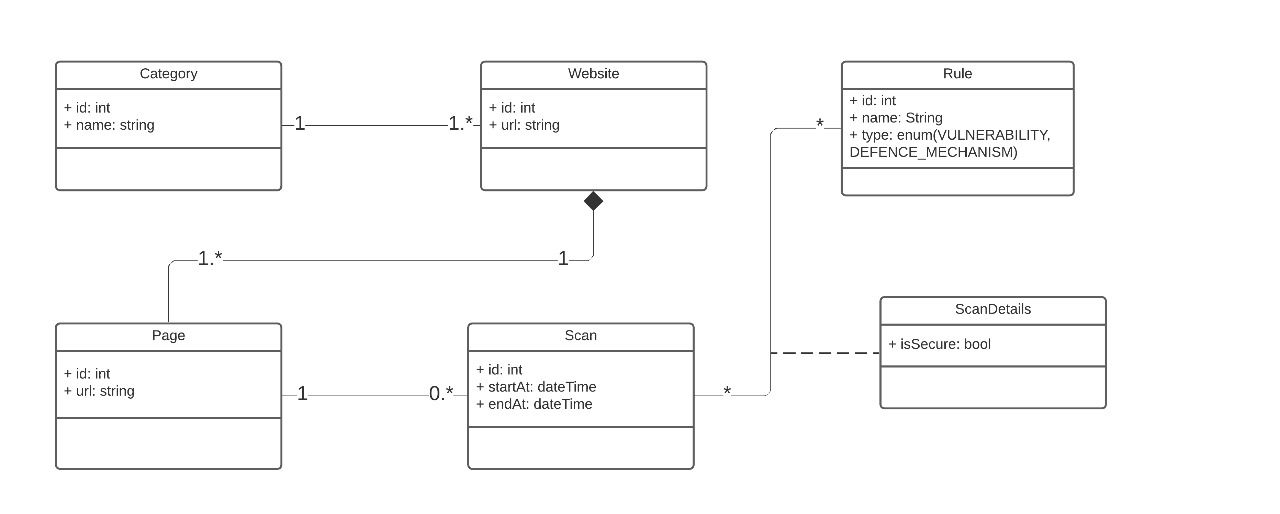 Category
+ id: int
+ name: string
1
1.*
Website
+ id: int
+ url: string
Rule
+ id: int
+ name: String
+ type: enum(VULNERABILITY,
DEFENCE_MECHANISM)
*
1.*
1
Page
+ id: int
+ url: string
1
0.*
Scan
+ id: int
+ startAt: dateTime
+ endAt: dateTime
*
ScanDetails
+ isSecure: bool